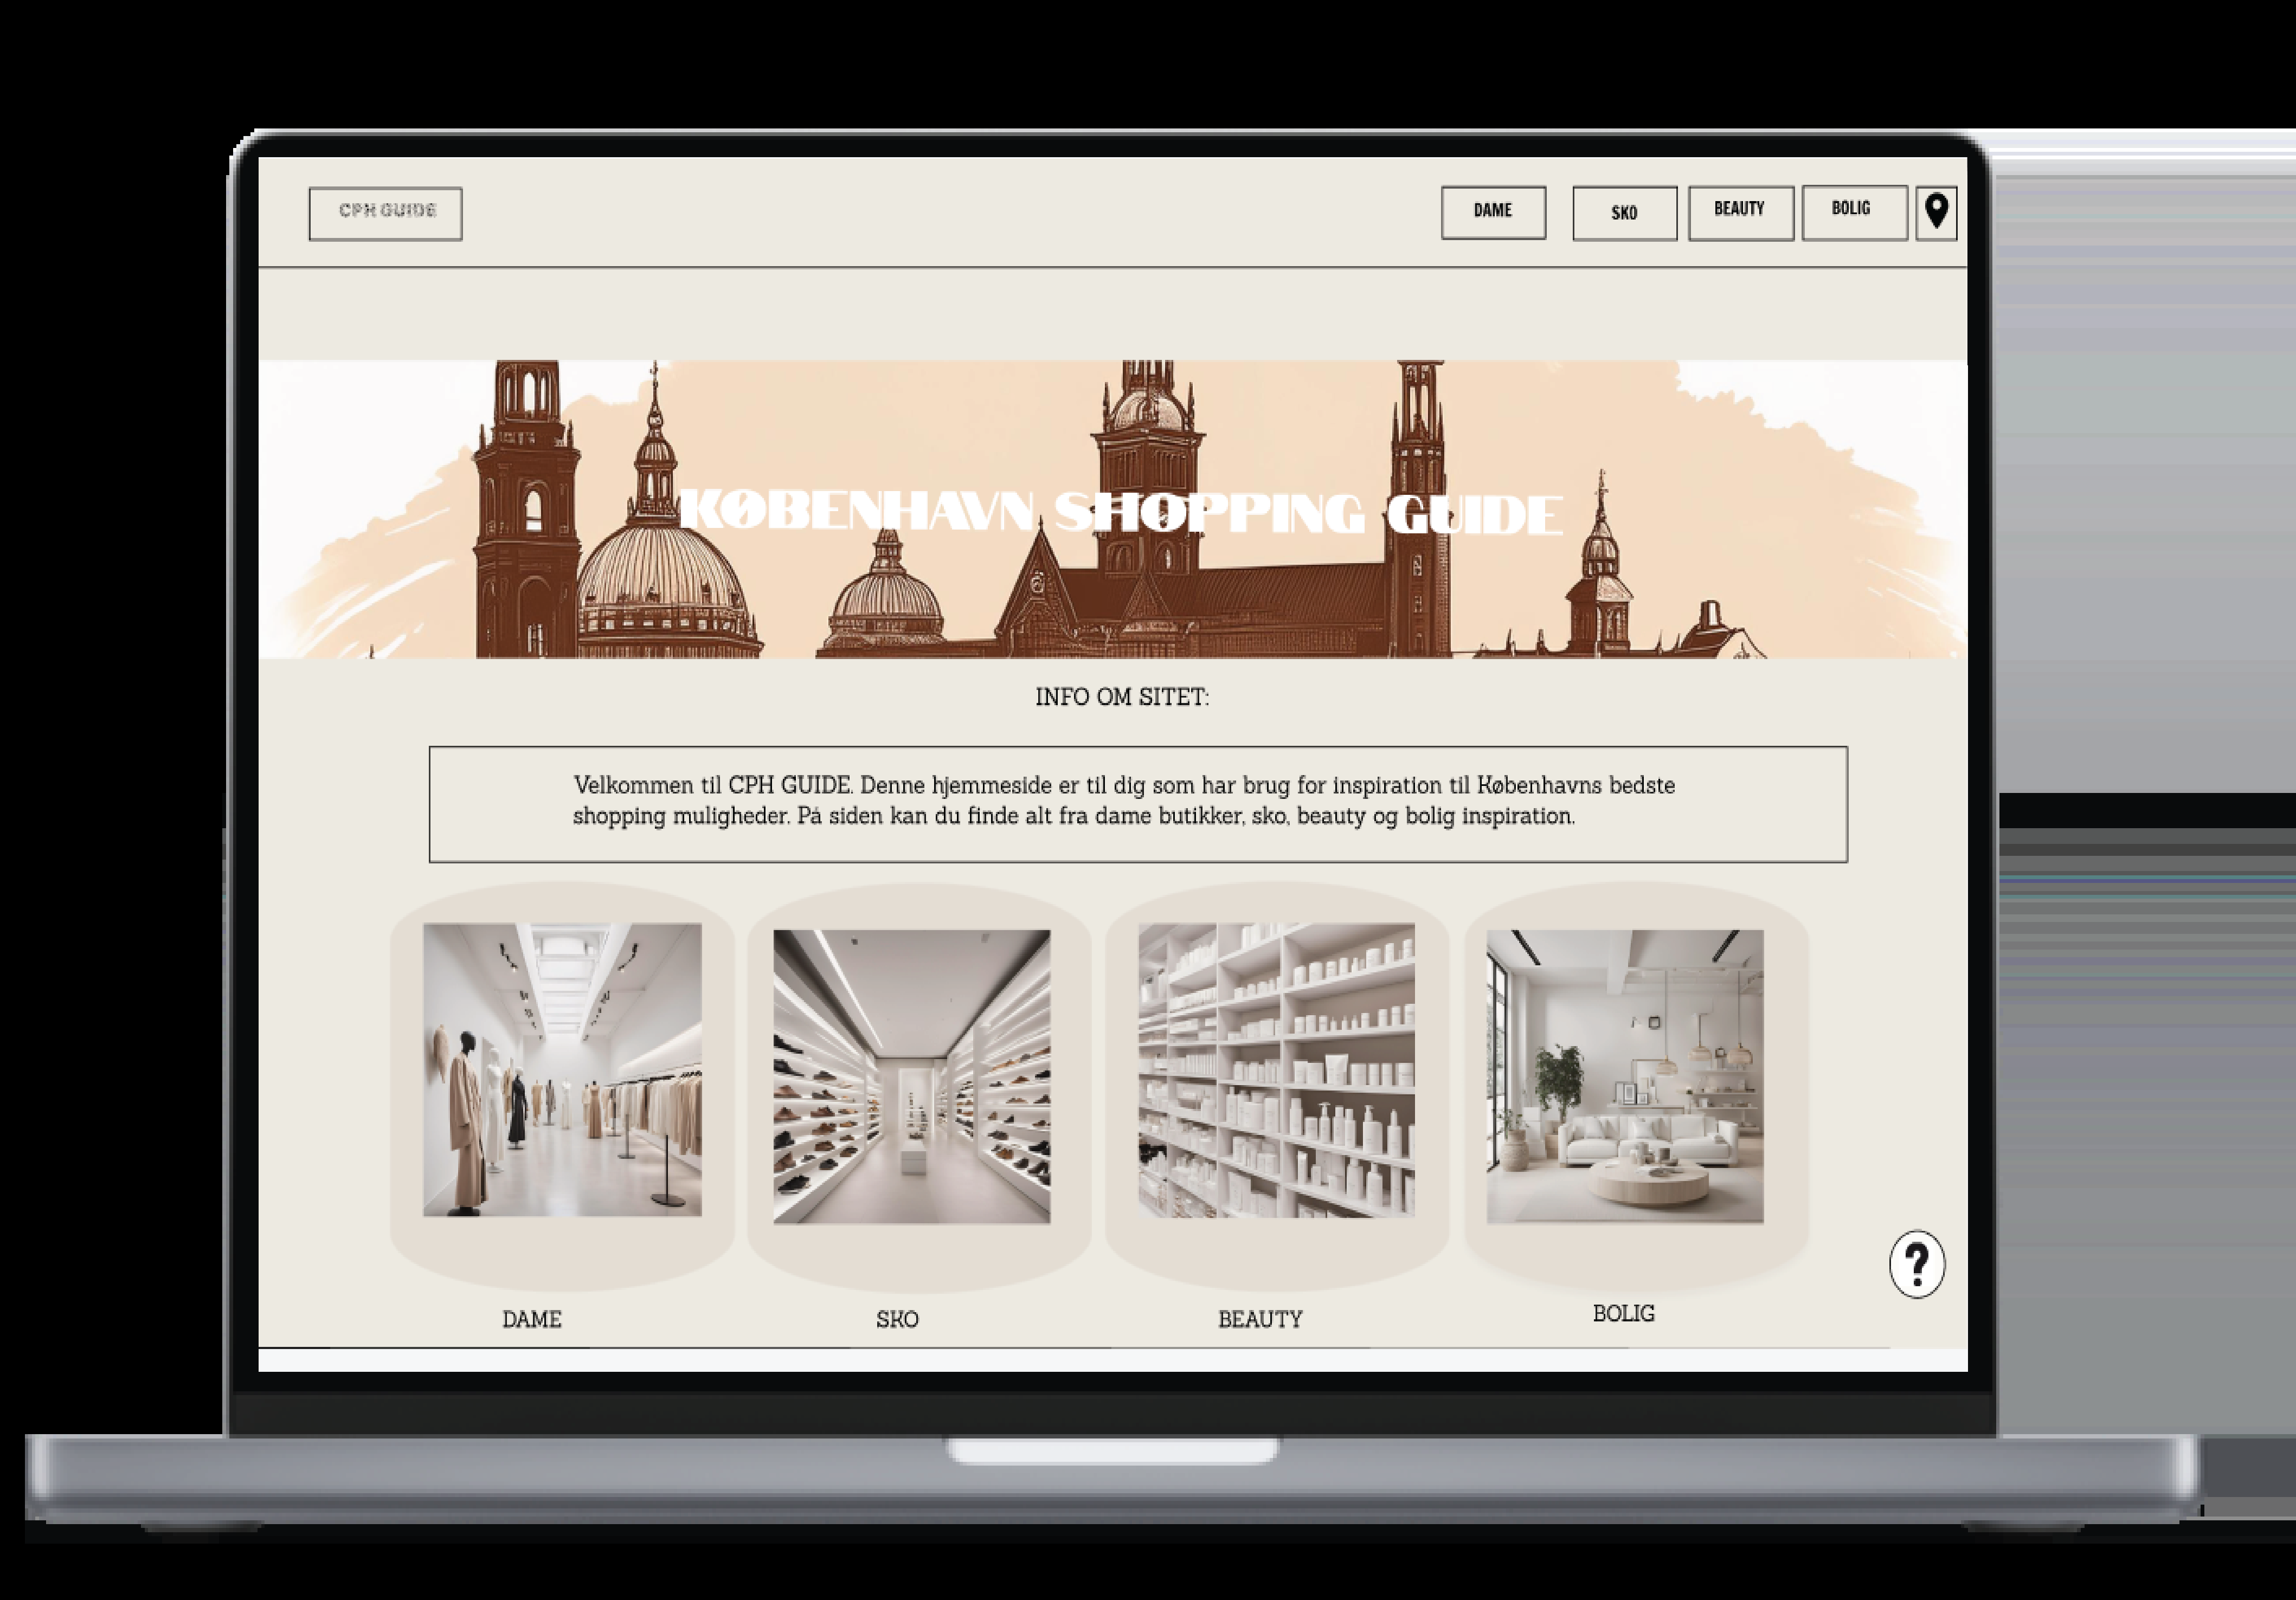 CPH GUIDE
DAME
SKO
BEAUTY
BOLIG
KØBENHAVN SHOPPING GUIDE
INFO OM SITET:
Velkommen til CPH GUIDE. Denne hjemmeside er til dig som har brug for inspiration til Københavns bedste
shopping muligheder. På siden kan du finde alt fra dame butikker, sko, beauty og bolig inspiration.
?
DAME
SKO
BEAUTY
BOLIG